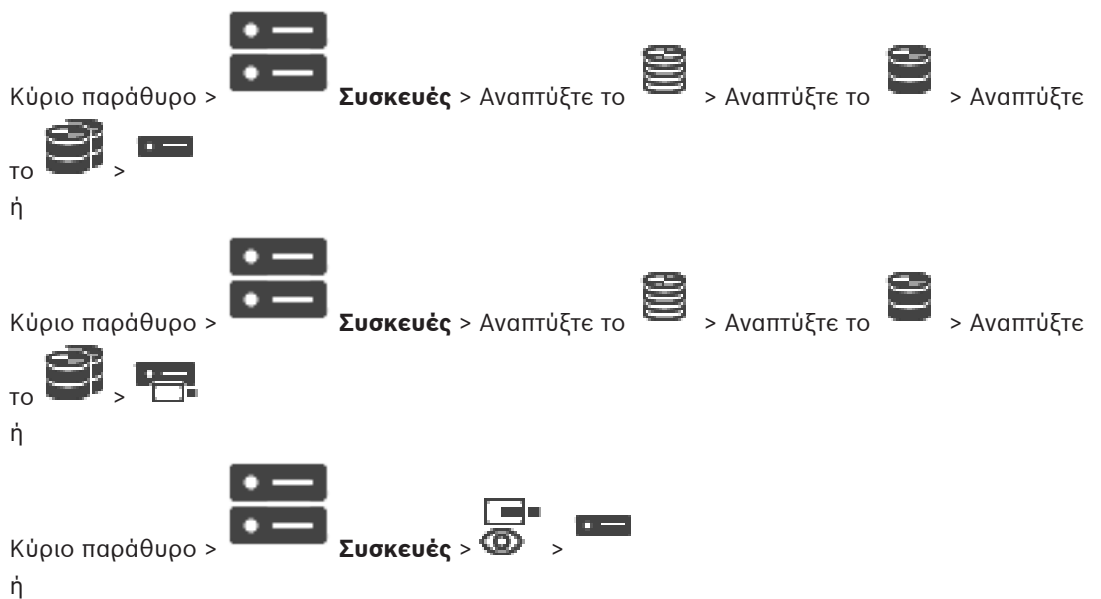 Κύριο παράθυρο > Συσκευές > Αναπτύξτε το > Αναπτύξτε το > Αναπτύξτε
το >
ή
Κύριο παράθυρο > Συσκευές > Αναπτύξτε το > Αναπτύξτε το > Αναπτύξτε
το >
ή
Κύριο παράθυρο > Συσκευές > >
ή